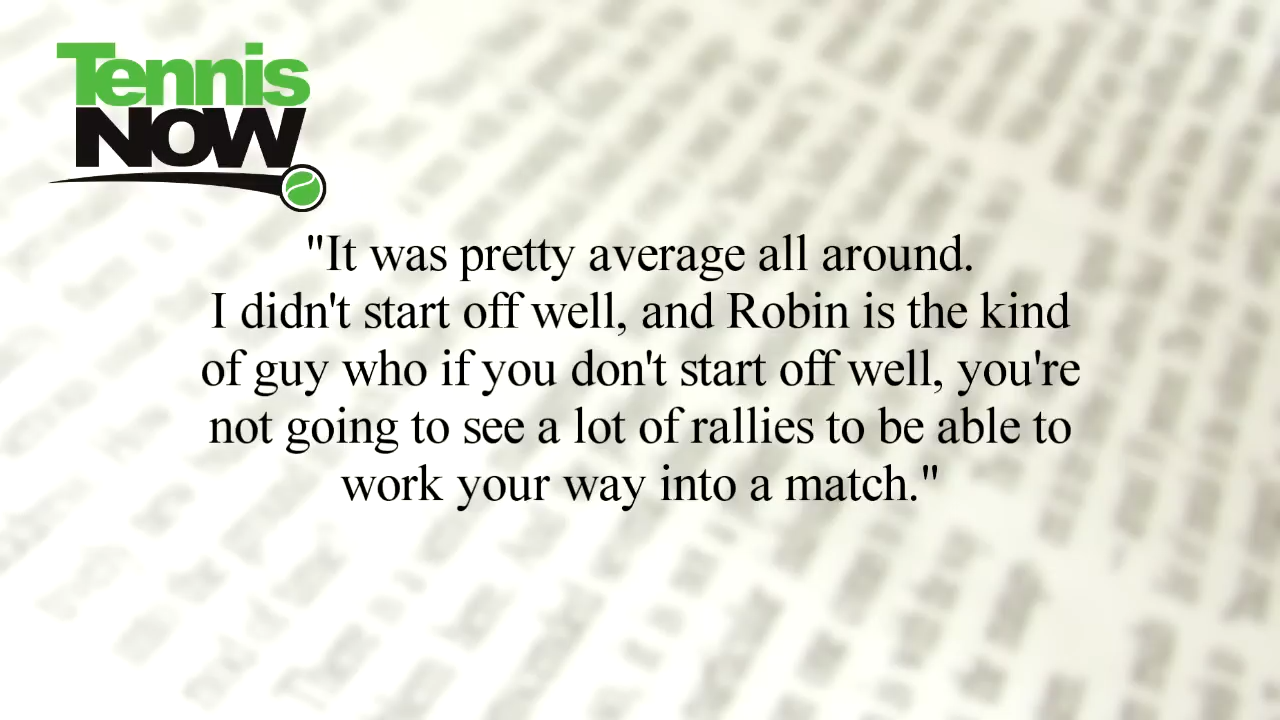 Tennis
NOW
"It was pretty average all around.
I didn't start off well, and Robin is the kind
of guy who if you don't start off well, you're
not going to see a lot of rallies to be able to
work your way into a match."